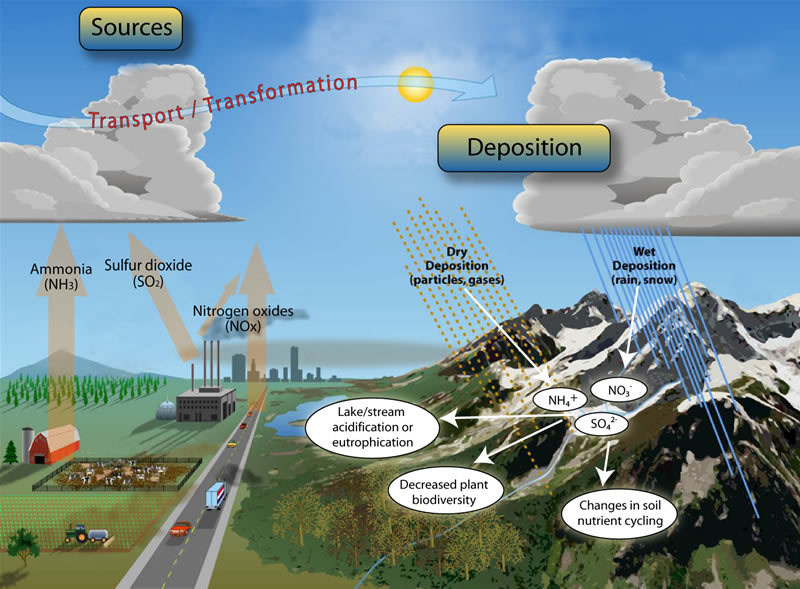 Sources
Transport / Transformation
Deposition
Ammonia
(NH₃)
Sulfur dioxide
(SO₂)
Nitrogen oxides
(NOx)
Dry
Deposition
(particles, gases)
Wet
Deposition
(rain, snow)
NH₄⁺
NO₃⁻
SO₄²⁻
Lake/stream
acidification or
eutrophication
Decreased plant
biodiversity
Changes in soil
nutrient cycling